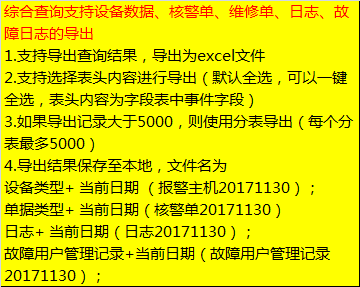 综合查询支持设备数据、核警单、维修单、日志、故
障日志的导出
1.支持导出查询结果，导出为excel文件
2.支持选择表头内容进行导出（默认全选，可以一键
全选，表头内容为字段表中事件字段）
3.如果导出记录大于5000，则使用分表导出（每个分
表最多5000）
4.导出结果保存至本地，文件名为
设备类型+ 当前日期 （报警主机20171130）；
单据类型+ 当前日期（核警单20171130）
日志+ 当前日期（日志20171130）；
故障用户管理记录+当前日期（故障用户管理记录
20171130）；